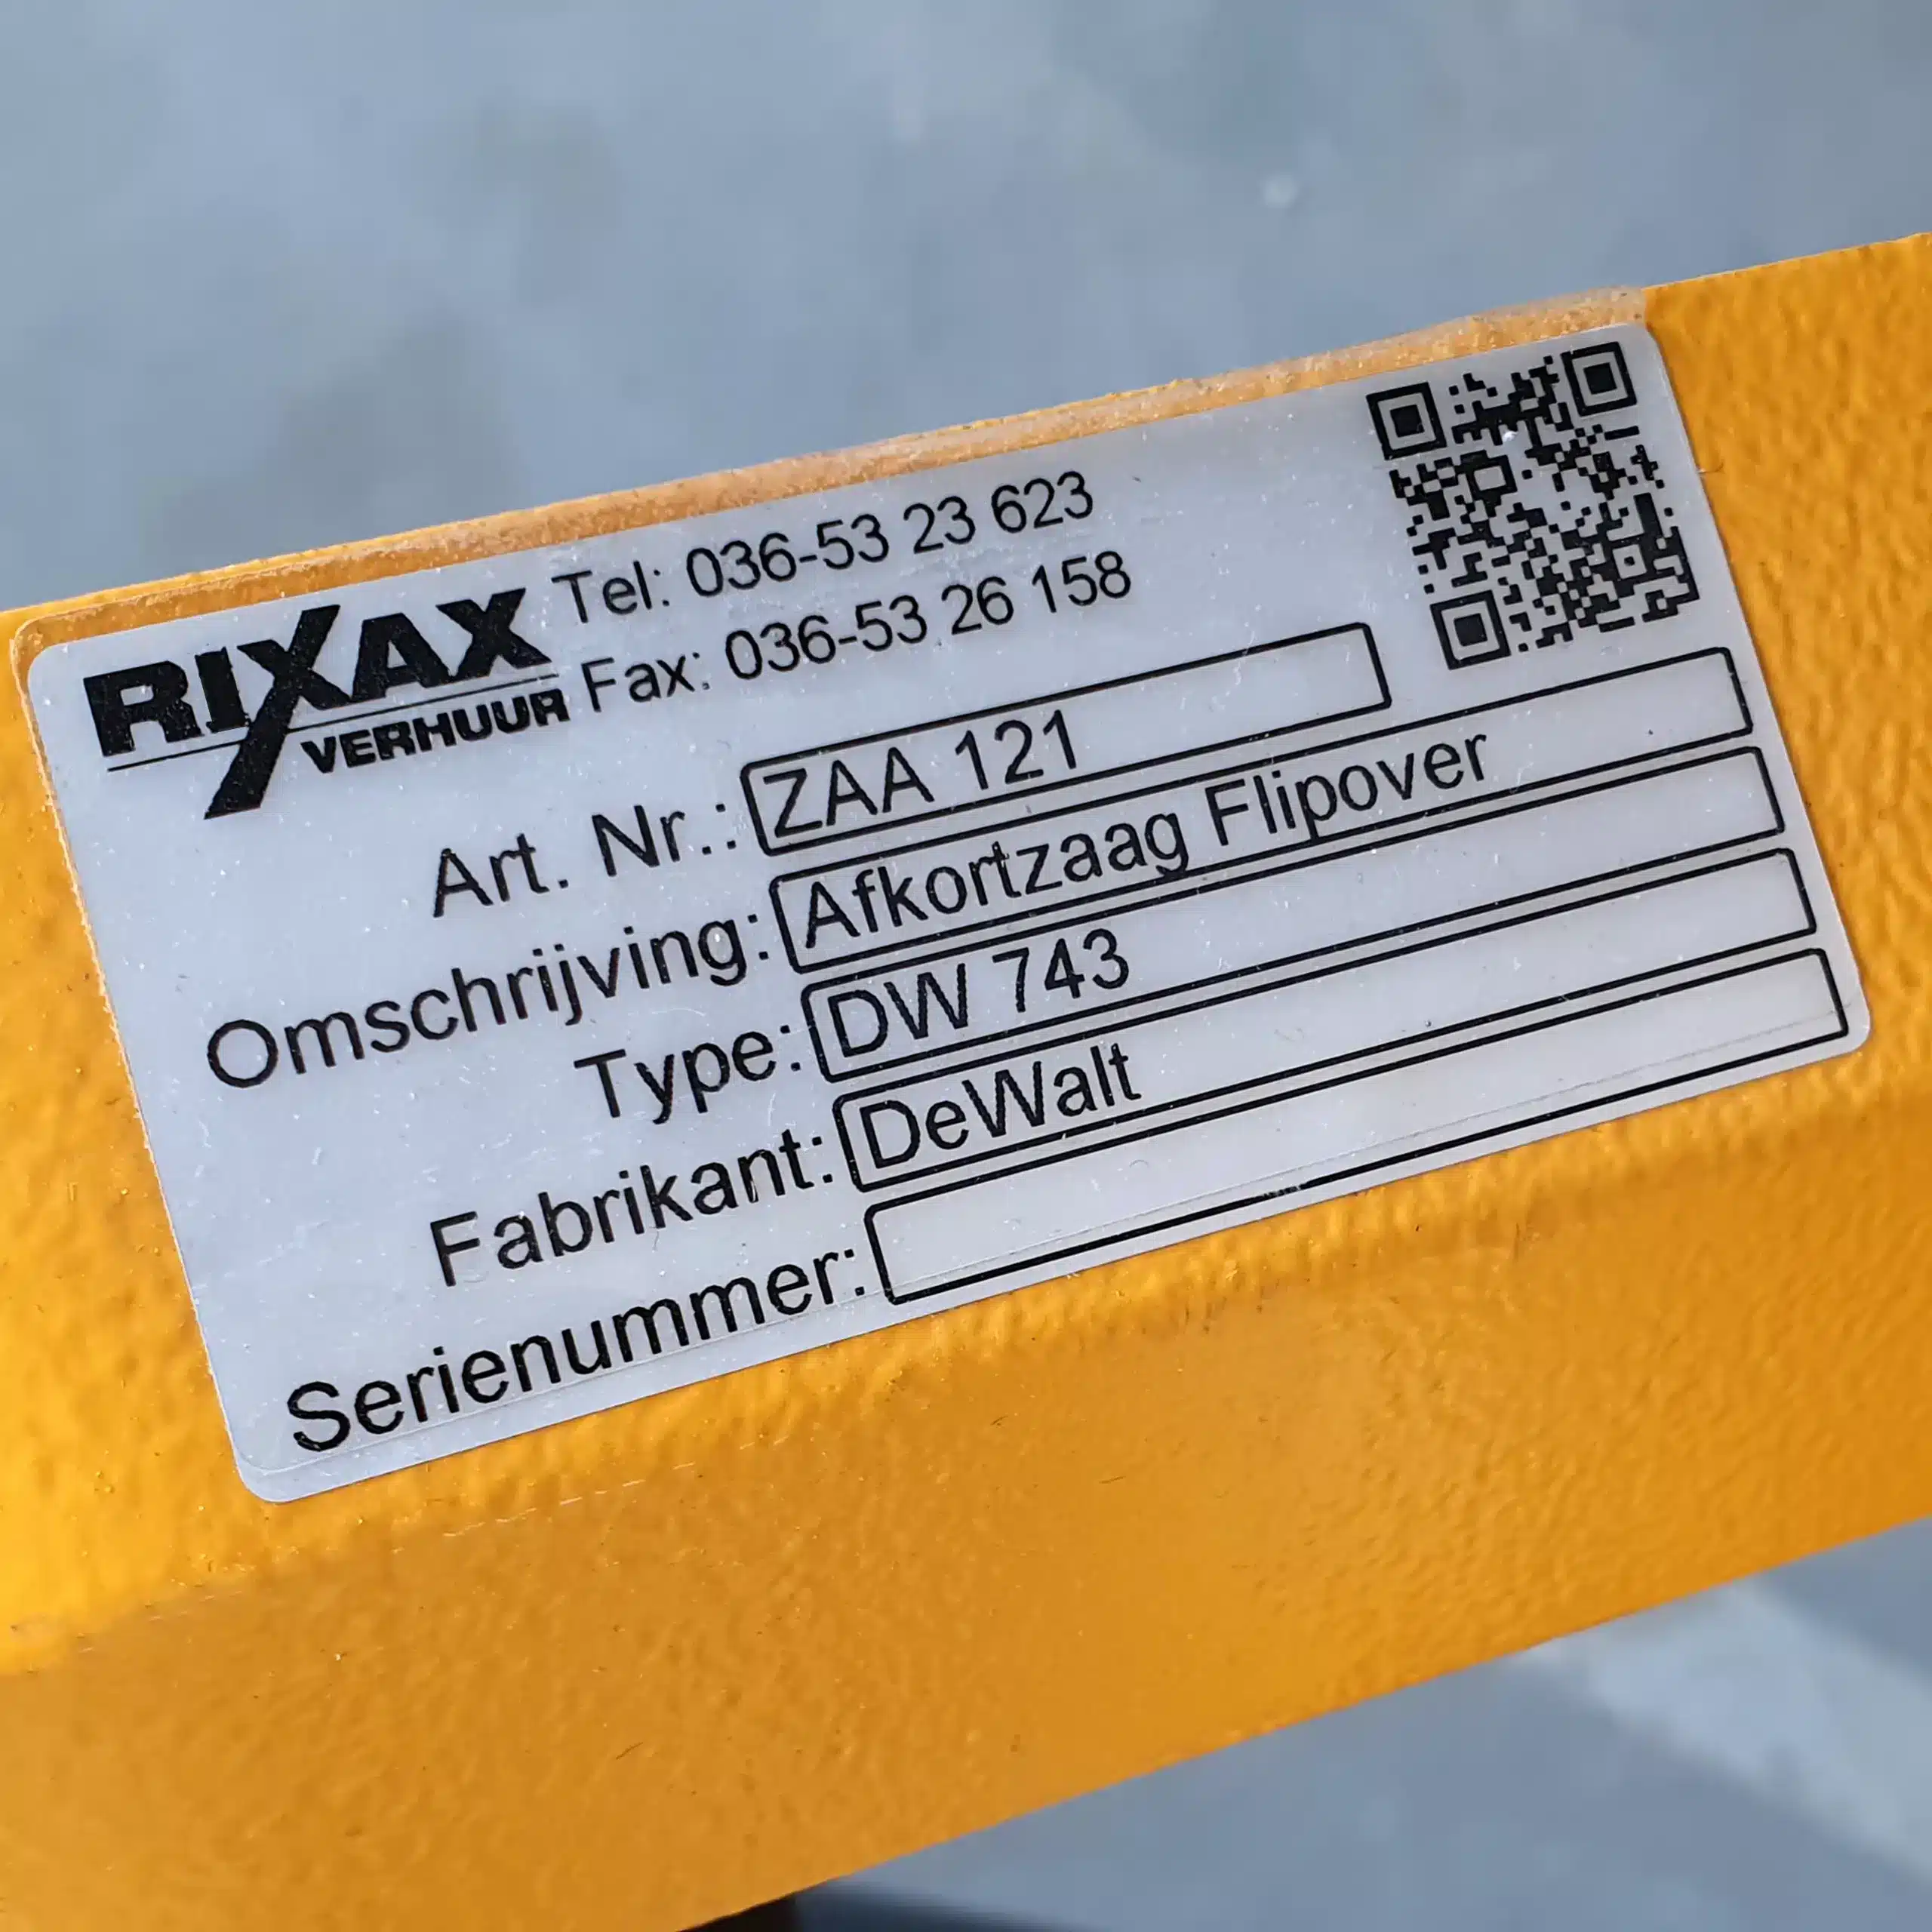 RIXAX
VERHUUR
Tel: 036-53 23 623
Fax: 036-53 26 158
Art. Nr.: ZAA 121
Omschrijving: Afkortzaag Flipover
Type: DW 743
Fabrikant: DeWalt
Serienummer: